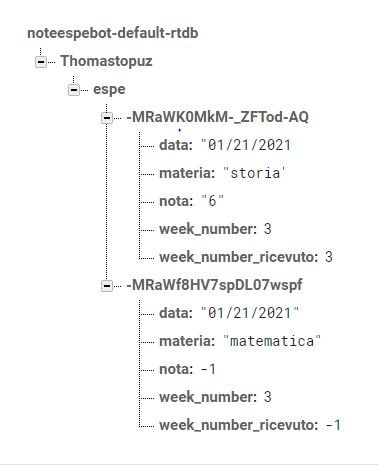 noteespebot-default-rtdb
Thomastopuz
espe
-MRaWK0MkM-_ZFTod-AQ
data: "01/21/2021
materia: "storia'
nota: "6"
week_number: 3
week_number_ricevuto: 3
-MRaWf8HV7spDL07wspf
data: "01/21/2021"
materia: "matematica"
nota: -1
week_number: 3
week_number_ricevuto: -1